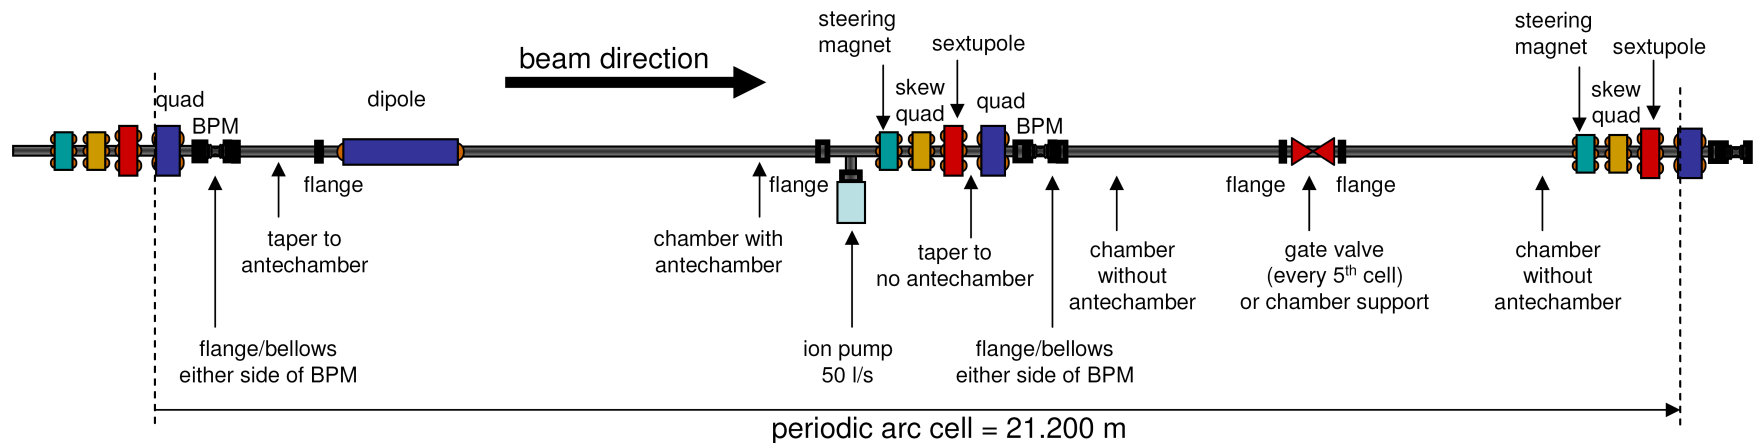 steering
magnet
sextupole
steering
magnet
sextupole
beam direction
quad
dipole
skew
quad
quad
skew
quad
BPM
BPM
flange
flange
flange
flange
taper to
antechamber
chamber with
antechamber
taper to
no antechamber
chamber
without
antechamber
gate valve
(every 5th cell)
or chamber support
chamber
without
antechamber
flange/bellows
either side of BPM
ion pump
50 l/s
flange/bellows
either side of BPM
periodic arc cell = 21.200 m